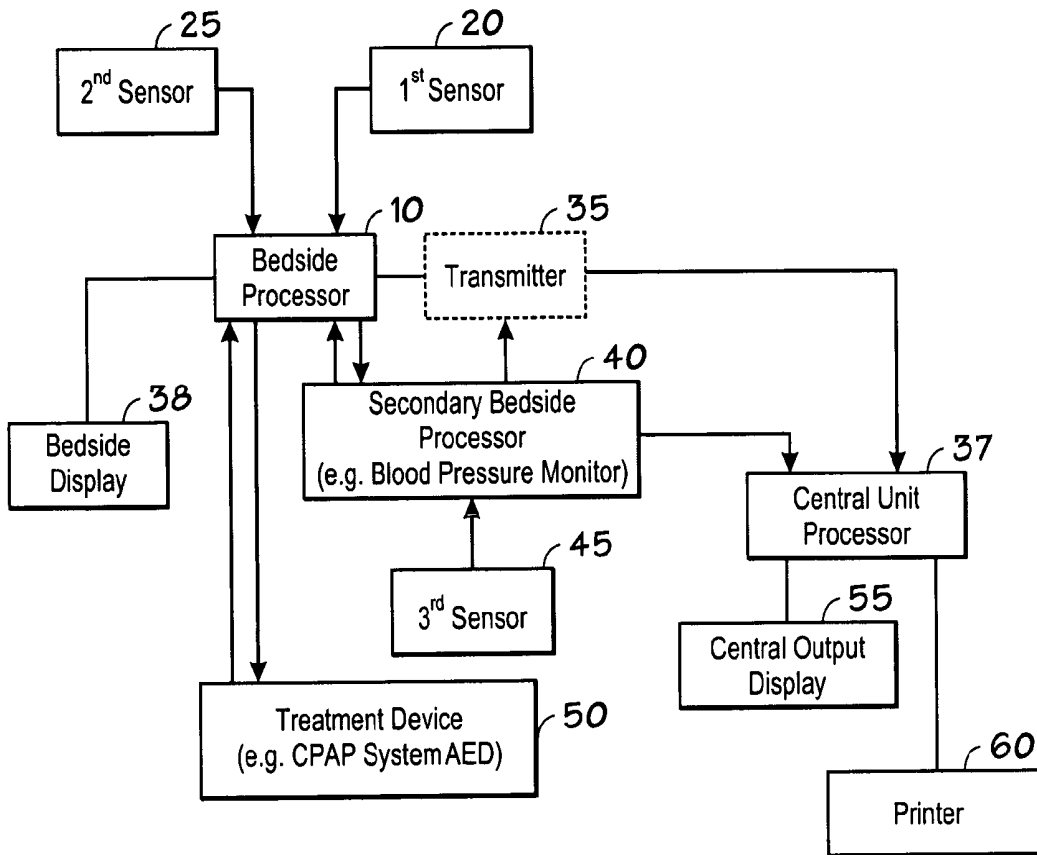 25
20
2nd Sensor
1st Sensor
10
35
Bedside
Processor
Transmitter
40
38
Secondary Bedside
Processor
(e.g. Blood Pressure Monitor)
Bedside
Display
37
Central Unit
Processor
45
3rd Sensor
55
Central Output
Display
50
Treatment Device
(e.g. CPAP System AED)
60
Printer